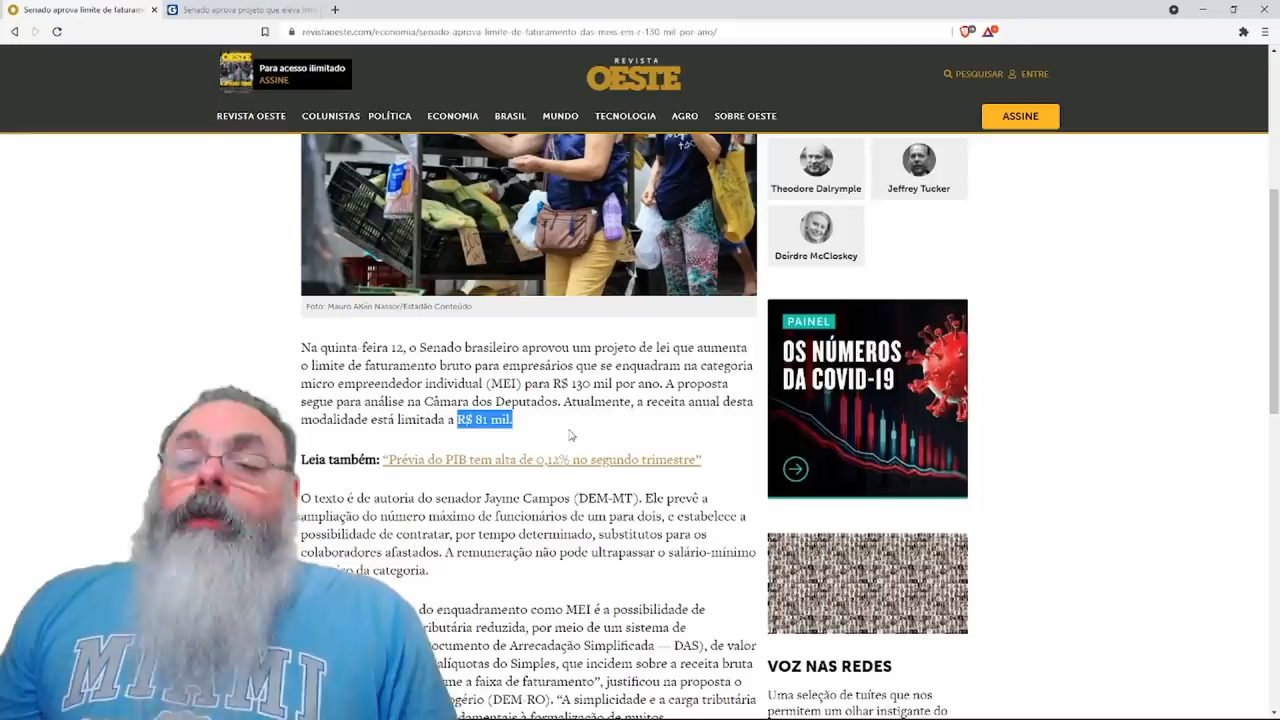 Senado aprova limite de faturam
Senado aprova projeto que eleva limi
revistaoeste.com/economia/senado-aprova-limite-de-faturamento-das-meis-em-r-130-mil-por-ano/
Para acesso ilimitado
ASSINE
REVISTA
OESTE
PESQUISAR
ENTRE
REVISTA OESTE
COLUNISTAS
POLÍTICA
ECONOMIA
BRASIL
MUNDO
TECNOLOGIA
AGRO
SOBRE OESTE
ASSINE
Foto: Mauro AKiin Nassor/Estadão Conteúdo
Na quinta-feira 12, o Senado brasileiro aprovou um projeto de lei que aumenta
o limite de faturamento bruto para empresários que se enquadram na categoria
micro empreendedor individual (MEI) para R$ 130 mil por ano. A proposta
segue para análise na Câmara dos Deputados. Atualmente, a receita anual desta
modalidade está limitada a R$ 81 mil.
Leia também: “Prévia do PIB tem alta de 0,12% no segundo trimestre”
O texto é de autoria do senador Jayme Campos (DEM-MT). Ele prevê a
ampliação do número máximo de funcionários de um para dois, e estabelece a
possibilidade de contratar, por tempo determinado, substitutos para os
colaboradores afastados. A remuneração não pode ultrapassar o salário-mínimo
da categoria.
do enquadramento como MEI é a possibilidade de
tributária reduzida, por meio de um sistema de
ocumento de Arrecadação Simplificada — DAS), de valor
alíquotas do Simples, que incidem sobre a receita bruta
me a faixa de faturamento”, justificou na proposta o
ogério (DEM-RO). “A simplicidade e a carga tributária
damentais à formalização de muitos
Theodore Dalrymple
Jeffrey Tucker
Deirdre McCloskey
PAINEL
OS NÚMEROS
DA COVID-19
VOZ NAS REDES
Uma seleção de tuítes que nos
permitem um olhar instigante do
MIAMI